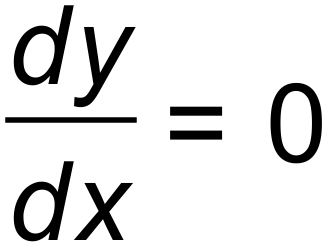 dy/dx = 0